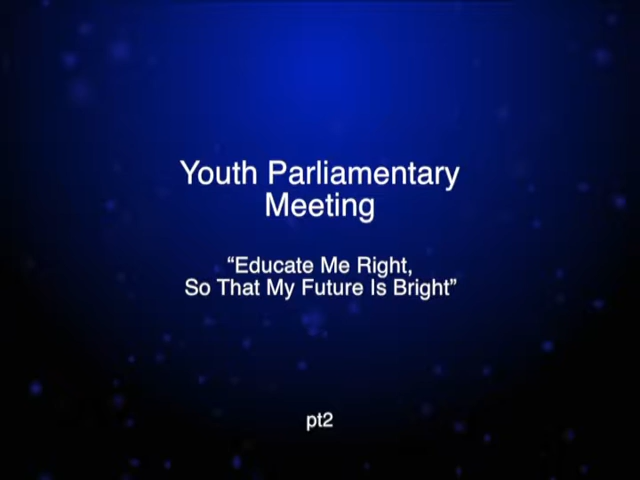 Youth Parliamentary
Meeting
“Educate Me Right,
So That My Future Is Bright”
pt2